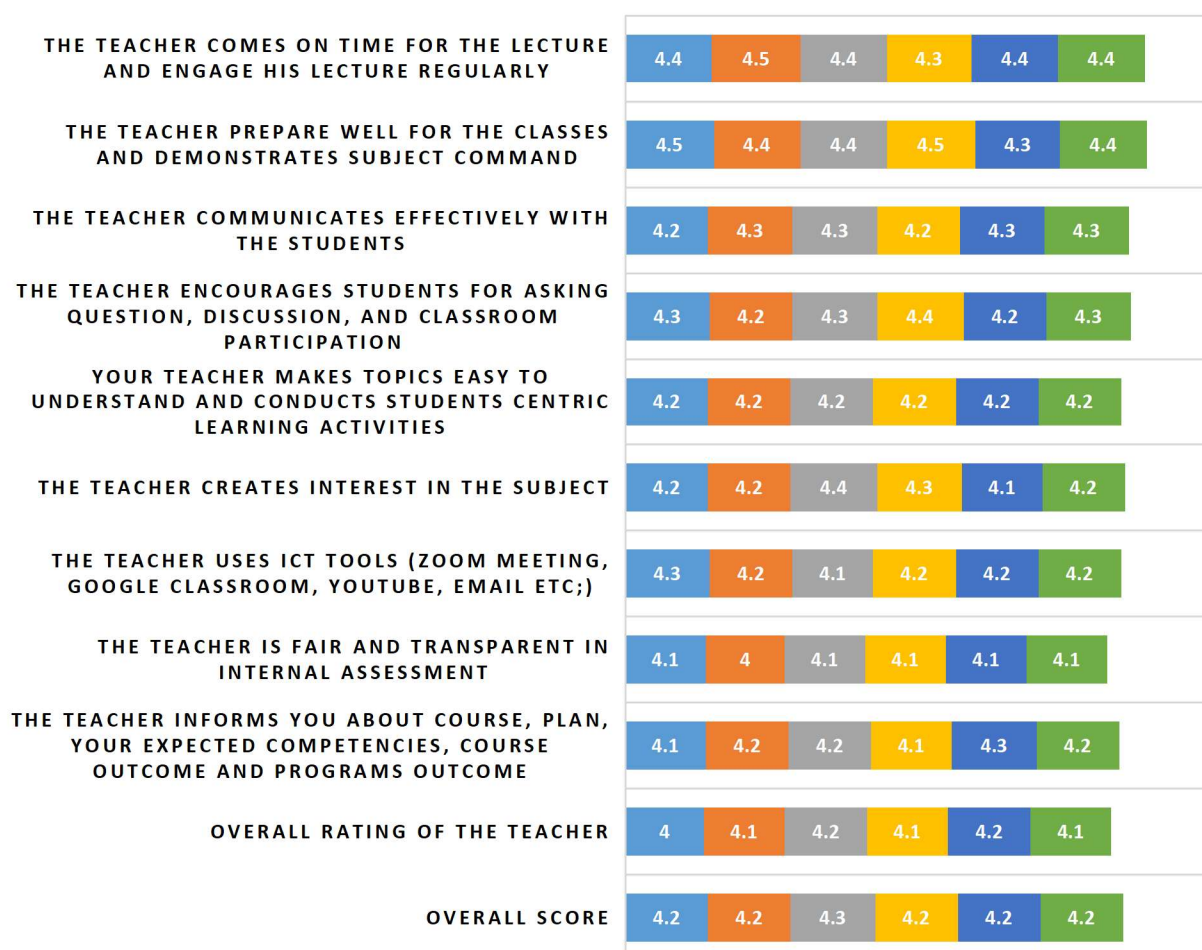 THE TEACHER COMES ON TIME FOR THE LECTURE
AND ENGAGE HIS LECTURE REGULARLY
4.4 4.5 4.4 4.3 4.4 4.4
THE TEACHER PREPARE WELL FOR THE CLASSES
AND DEMONSTRATES SUBJECT COMMAND
4.5 4.4 4.4 4.5 4.3 4.4
THE TEACHER COMMUNICATES EFFECTIVELY WITH
THE STUDENTS
4.2 4.3 4.3 4.2 4.3 4.3
THE TEACHER ENCOURAGES STUDENTS FOR ASKING
QUESTION, DISCUSSION, AND CLASSROOM
PARTICIPATION
4.3 4.2 4.3 4.4 4.2 4.3
YOUR TEACHER MAKES TOPICS EASY TO
UNDERSTAND AND CONDUCTS STUDENTS CENTRIC
LEARNING ACTIVITIES
4.2 4.2 4.2 4.2 4.2 4.2
THE TEACHER CREATES INTEREST IN THE SUBJECT
4.2 4.2 4.4 4.3 4.1 4.2
THE TEACHER USES ICT TOOLS (ZOOM MEETING,
GOOGLE CLASSROOM, YOUTUBE, EMAIL ETC;)
4.3 4.2 4.1 4.2 4.2 4.2
THE TEACHER IS FAIR AND TRANSPARENT IN
INTERNAL ASSESSMENT
4.1 4 4.1 4.1 4.1 4.1
THE TEACHER INFORMS YOU ABOUT COURSE, PLAN,
YOUR EXPECTED COMPETENCIES, COURSE
OUTCOME AND PROGRAMS OUTCOME
4.1 4.2 4.2 4.1 4.3 4.2
OVERALL RATING OF THE TEACHER
4 4.1 4.2 4.1 4.2 4.1
OVERALL SCORE
4.2 4.2 4.3 4.2 4.2 4.2